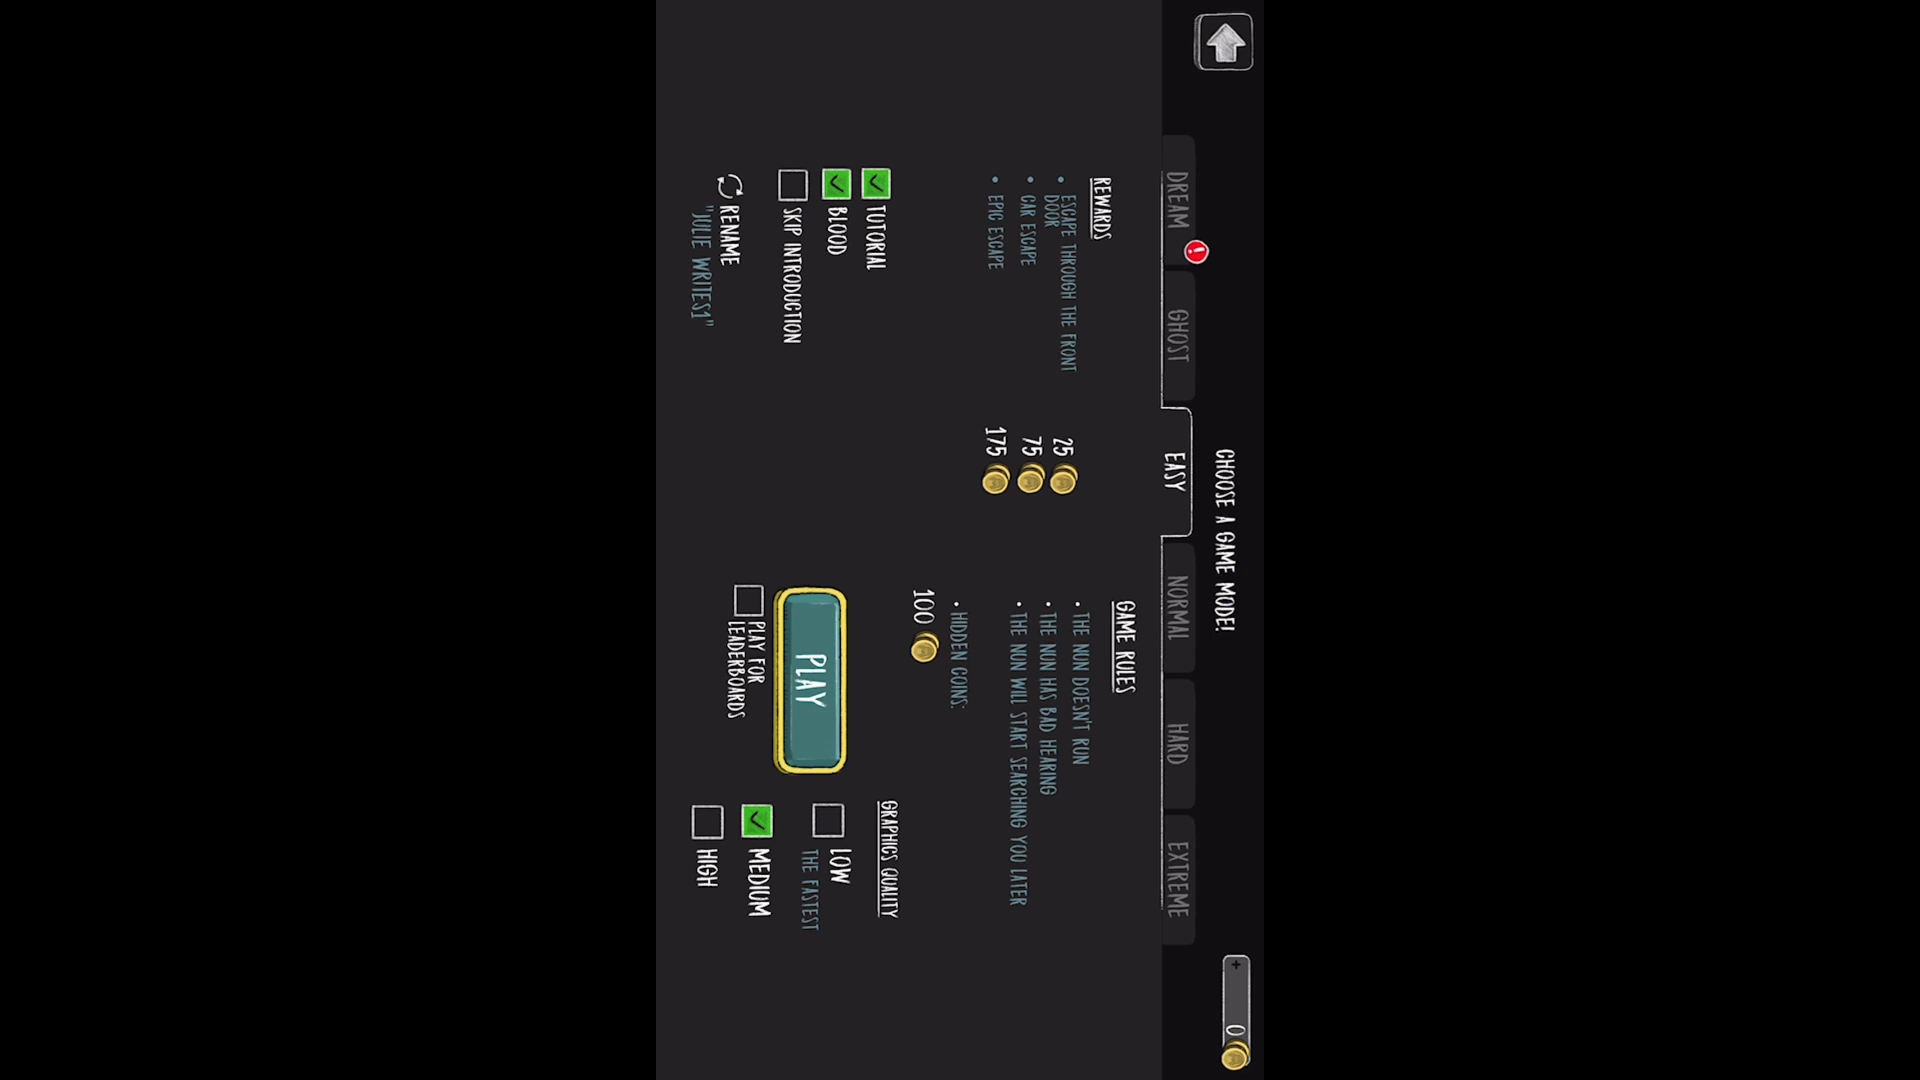 CHOOSE A GAME MODE!
0
+
DREAM
!
GHOST
EASY
NORMAL
HARD
EXTREME
REWARDS
• ESCAPE THROUGH THE FRONT
DOOR
25
• CAR ESCAPE
75
• EPIC ESCAPE
175
GAME RULES
• THE NUN DOESN'T RUN
• THE NUN HAS BAD HEARING
• THE NUN WILL START SEARCHING YOU LATER
• HIDDEN COINS:
100
TUTORIAL
BLOOD
SKIP INTRODUCTION
RENAME
"JULIE WRITES1"
PLAY
PLAY FOR
LEADERBOARDS
GRAPHICS QUALITY
LOW
THE FASTEST
MEDIUM
HIGH